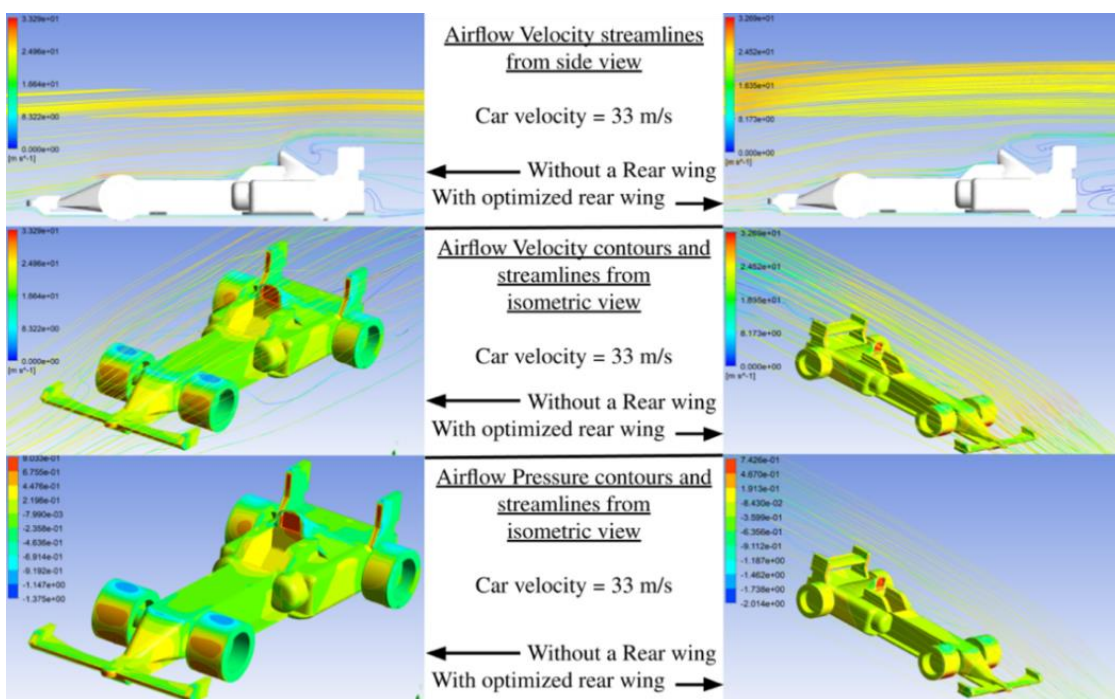 3.329e+01
2.496e+01
1.664e+01
8.322e+00
0.000e+00
[m s^-1]
Airflow Velocity streamlines
from side view
Car velocity = 33 m/s
Without a Rear wing
With optimized rear wing
3.269e+01
2.452e+01
1.635e+01
8.173e+00
0.000e+00
[m s^-1]
3.329e+01
2.496e+01
1.664e+01
8.322e+00
0.000e+00
[m s^-1]
Airflow Velocity contours and
streamlines from
isometric view
Car velocity = 33 m/s
Without a Rear wing
With optimized rear wing
3.269e+01
2.452e+01
8.173e+00
0.000e+00
[m s^-1]
9.033e-01
6.755e-01
4.476e-01
2.198e-01
-7.990e-03
-2.358e-01
-4.636e-01
-6.914e-01
-9.192e-01
-1.147e+00
-1.375e+00
Airflow Pressure contours and
streamlines from
isometric view
Car velocity = 33 m/s
Without a Rear wing
With optimized rear wing
7.426e-01
4.670e-01
1.913e-01
-8.430e-02
-3.599e-01
-6.356e-01
-9.112e-01
-1.187e+00
-1.462e+00
-1.738e+00
-2.014e+00